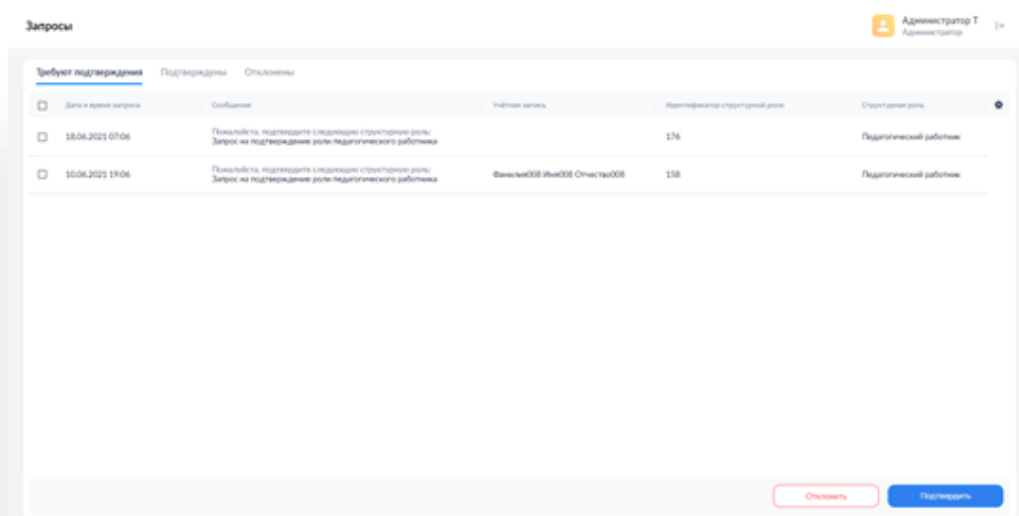 Запросы
Администратор Т
Администратор
Требуют подтверждения Подтверждены Отклонены
Дата и время запроса Сообщение Учётная запись Идентификатор структурной роли Структурная роль
18.06.2021 07:06 Пожалуйста, подтвердите следующую структурную роль: 176 Педагогический работник
Запрос на подтверждение роли педагогического работника
10.06.2021 19:06 Пожалуйста, подтвердите следующую структурную роль: Фамилия008 Имя008 Отчество008 158 Педагогический работник
Запрос на подтверждение роли педагогического работника
Отклонить Подтвердить